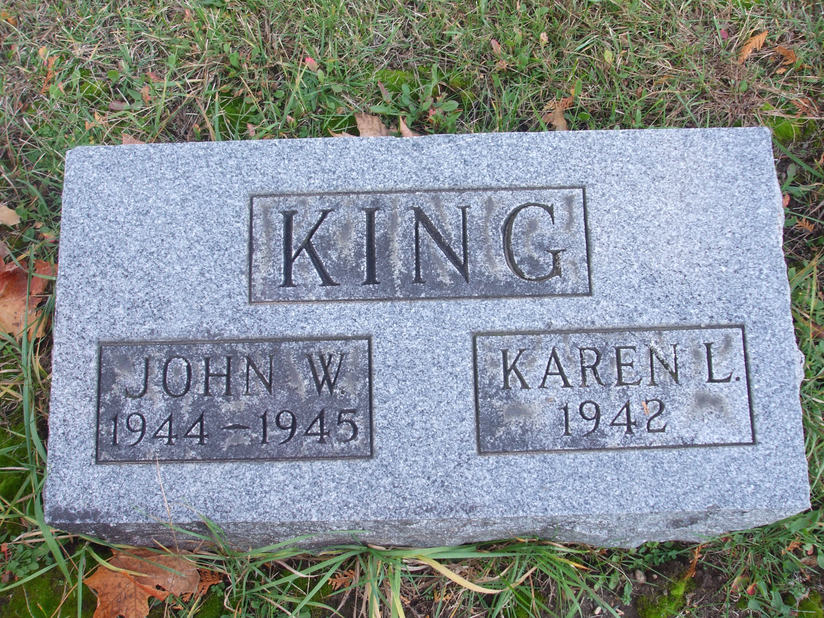 KING
JOHN W.
1944-1945
KAREN L.
1942